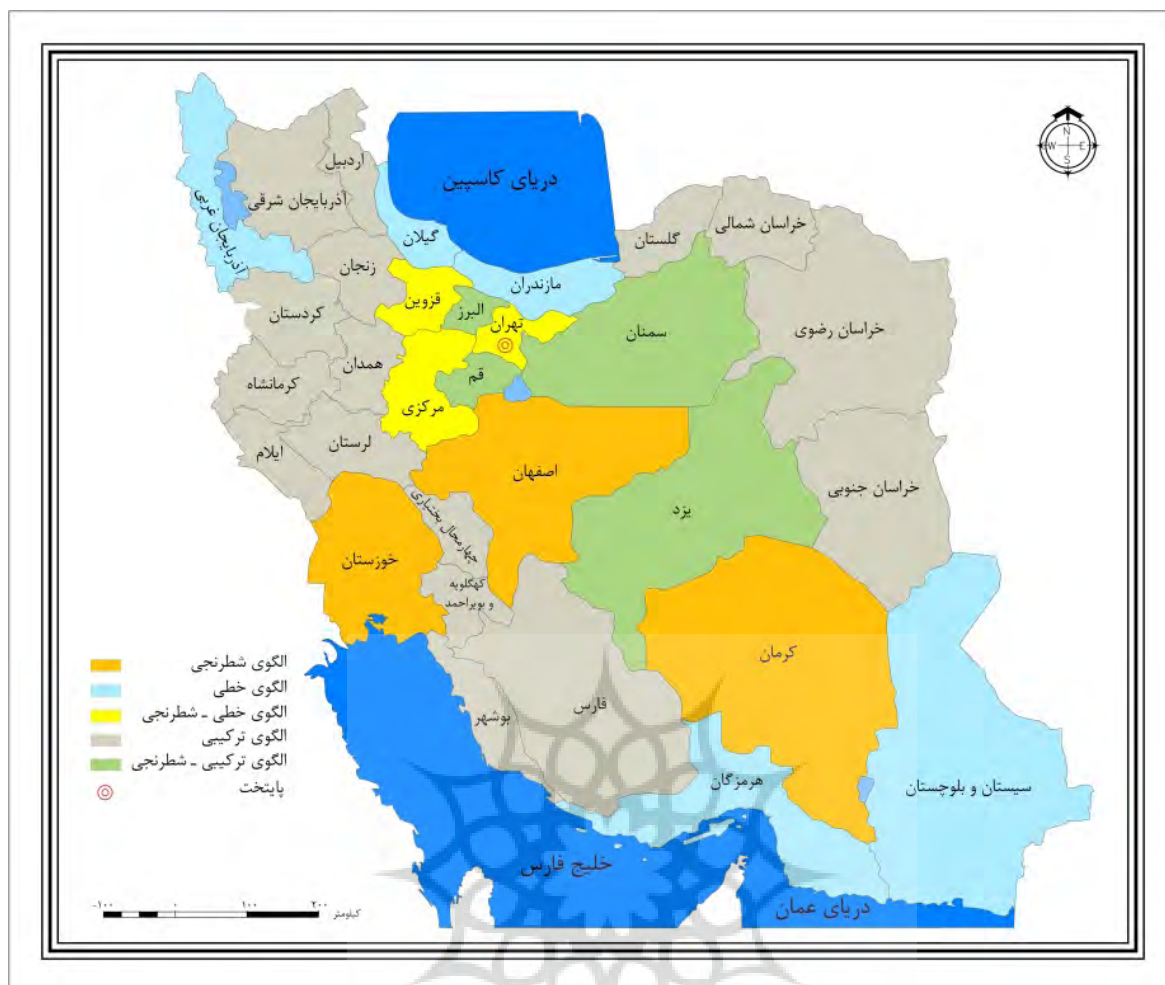 N
W
E
S
دریای کاسپین
اردبیل
آذربایجان شرقی
آذربایجان غربی
گیلان
مازندران
گلستان
خراسان شمالی
خراسان رضوی
زنجان
قزوین
البرز
تهران
سمنان
کردستان
همدان
کرمانشاه
قم
مرکزی
ایلام
لرستان
اصفهان
یزد
خراسان جنوبی
چهارمحال بختیاری
خوزستان
کهگلویه
و بویراحمد
کرمان
فارس
بوشهر
هرمزگان
سیستان و بلوچستان
خلیج فارس
دریای عمان
الگوی شطرنجی
الگوی خطی
الگوی خطی ـ شطرنجی
الگوی ترکیبی
الگوی ترکیبی ـ شطرنجی
پایتخت
-۱۰۰ ۰ ۱۰۰ ۲۰۰
کیلومتر